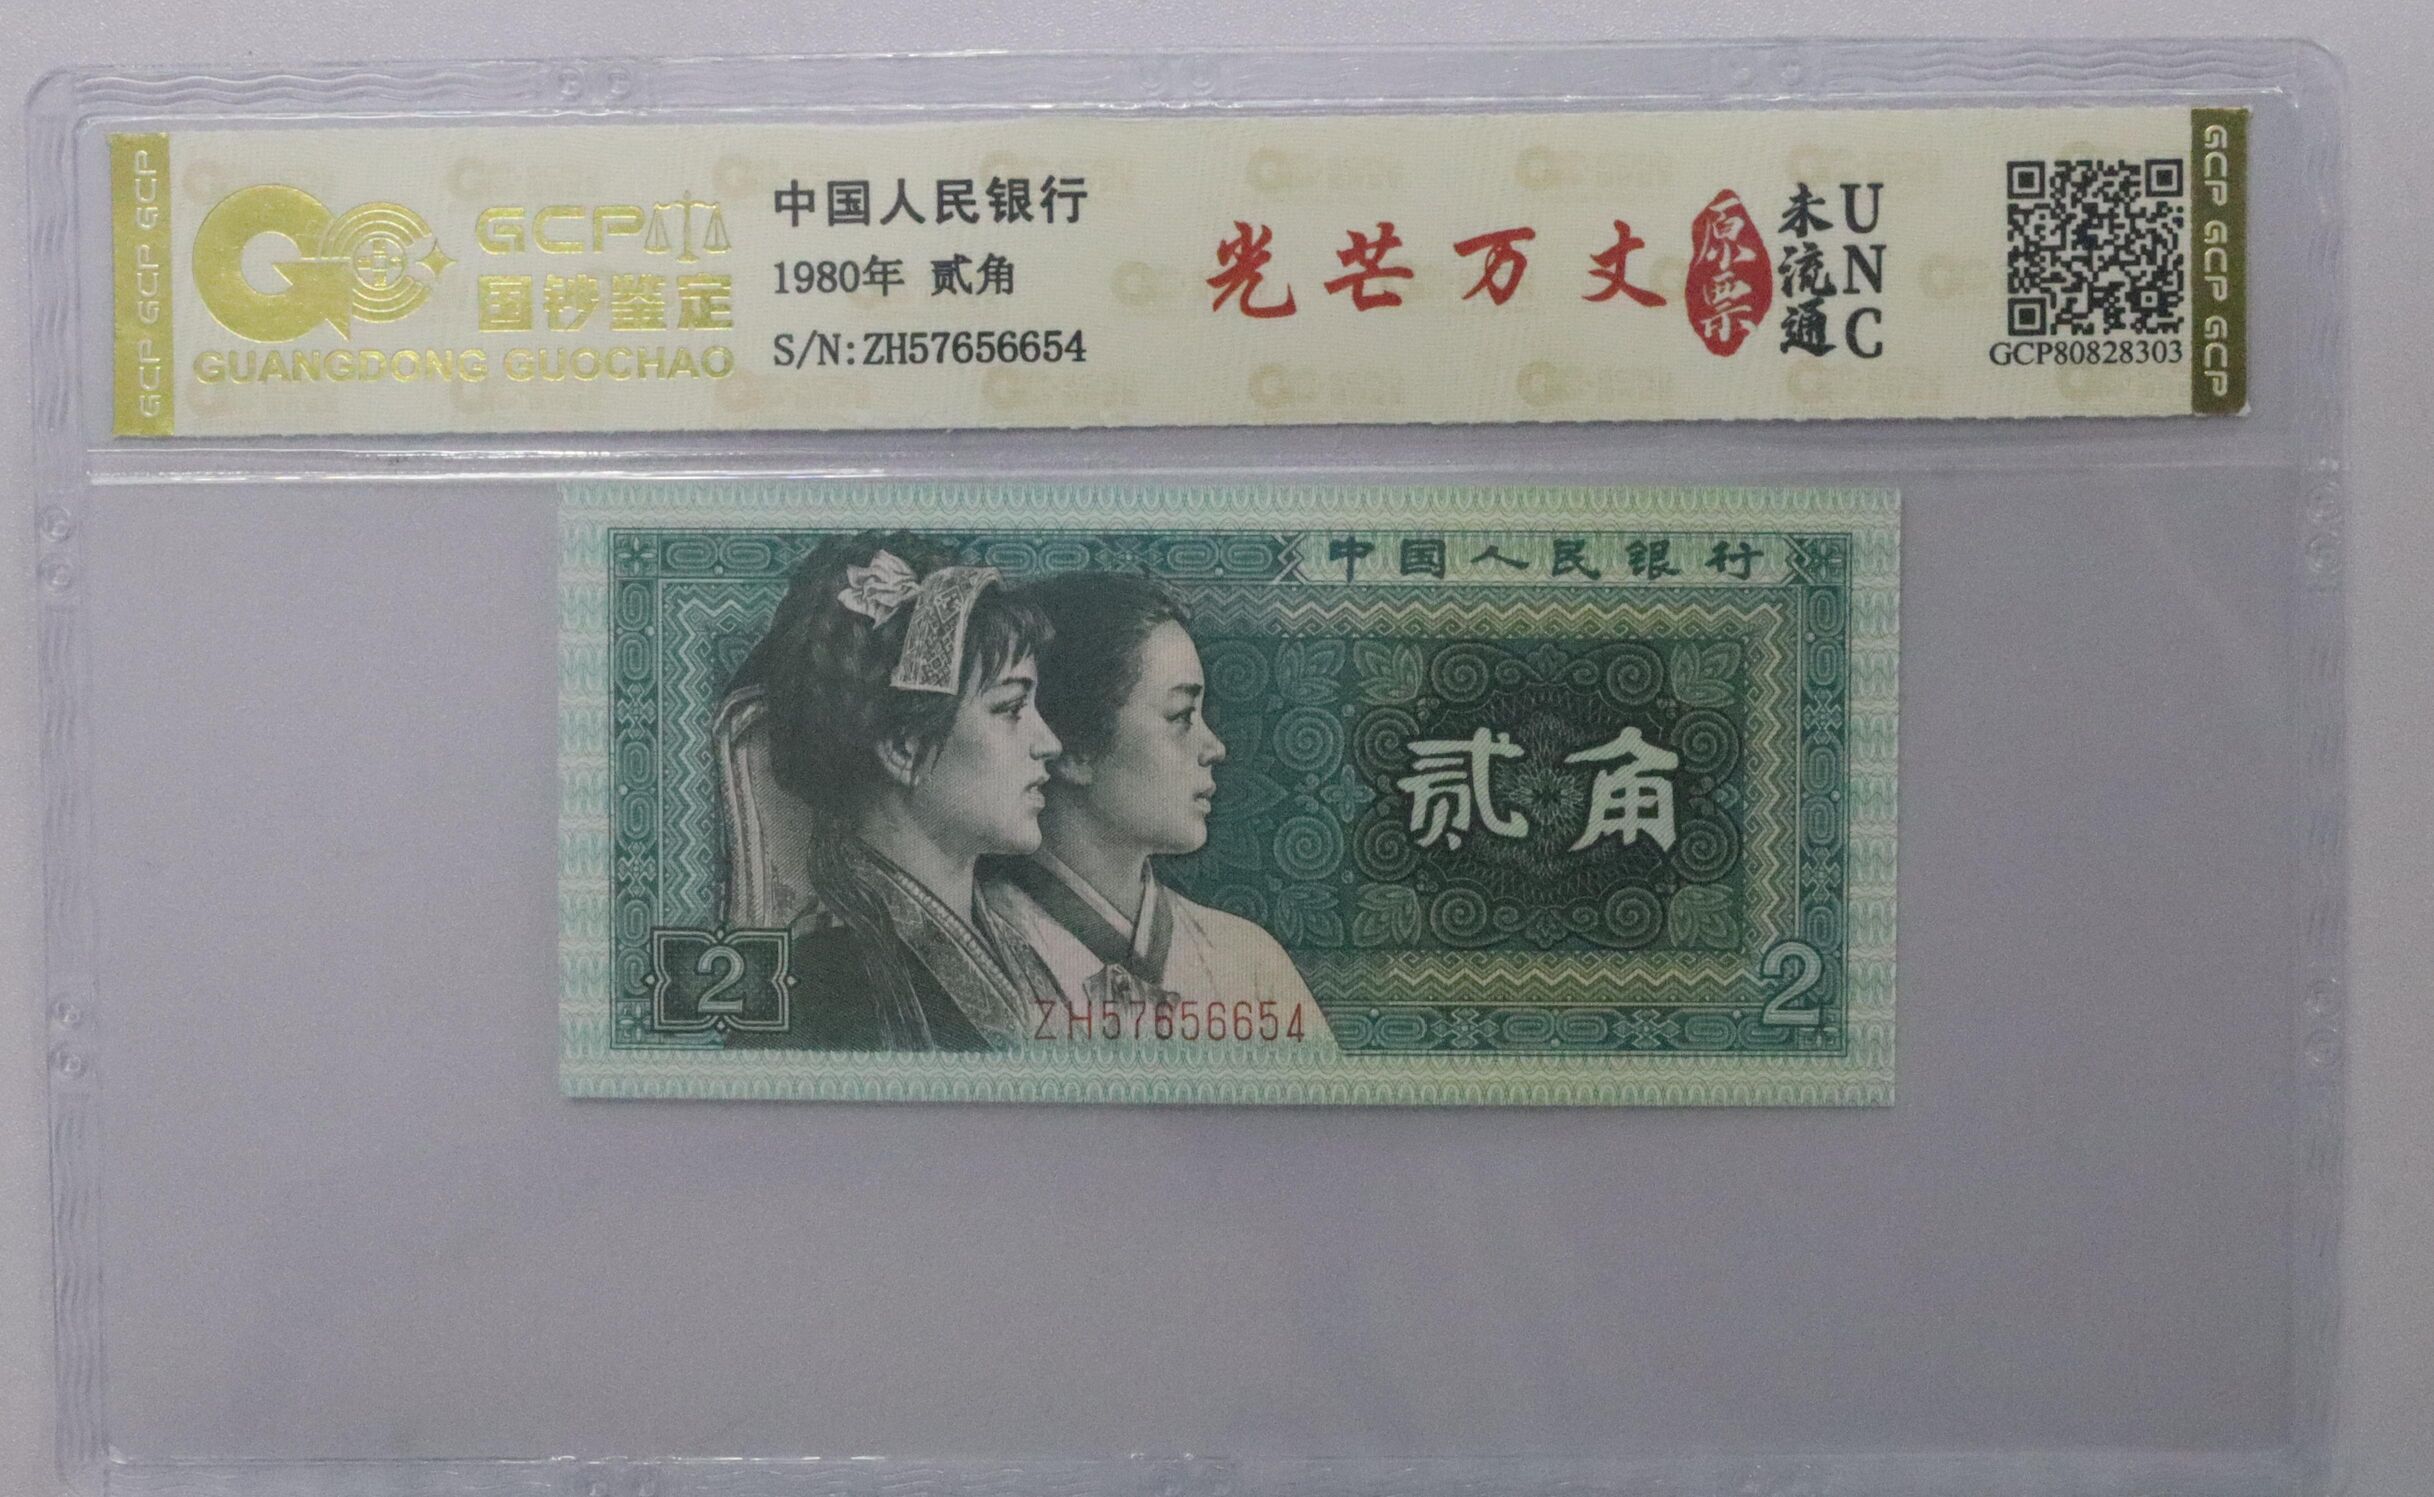 GCP GCP GCP
GCP
国钞鉴定
GUANGDONG GUOCHAO
中国人民银行
1980年 贰角
S/N:ZH57656654
光芒万丈
原票
未流通
UNC
GCP80828303
GCP GCP GCP
中国人民银行
贰角
2
2
ZH57656654